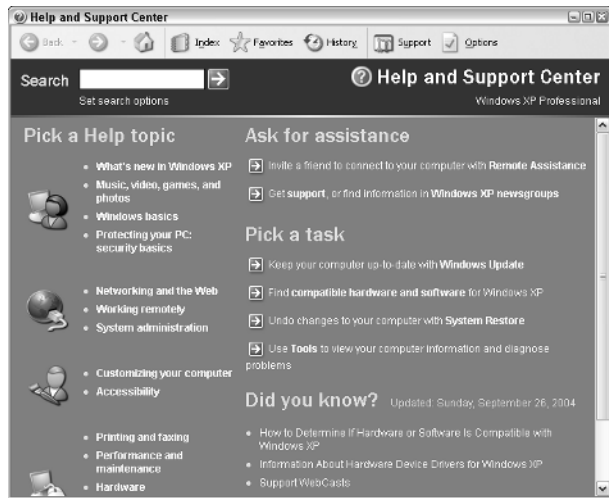 Help and Support Center
Back
Index
Favorites
History
Support
Options
Search
Set search options
Help and Support Center
Windows XP Professional
Pick a Help topic
What's new in Windows XP
Music, video, games, and
photos
Windows basics
Protecting your PC:
security basics
Networking and the Web
Working remotely
System administration
Customizing your computer
Accessibility
Printing and faxing
Performance and
maintenance
Hardware
Ask for assistance
Invite a friend to connect to your computer with Remote Assistance
Get support, or find information in Windows XP newsgroups
Pick a task
Keep your computer up-to-date with Windows Update
Find compatible hardware and software for Windows XP
Undo changes to your computer with System Restore
Use Tools to view your computer information and diagnose
problems
Did you know? Updated: Sunday, September 26, 2004
How to Determine If Hardware or Software Is Compatible with
Windows XP
Information About Hardware Device Drivers for Windows XP
Support WebCasts